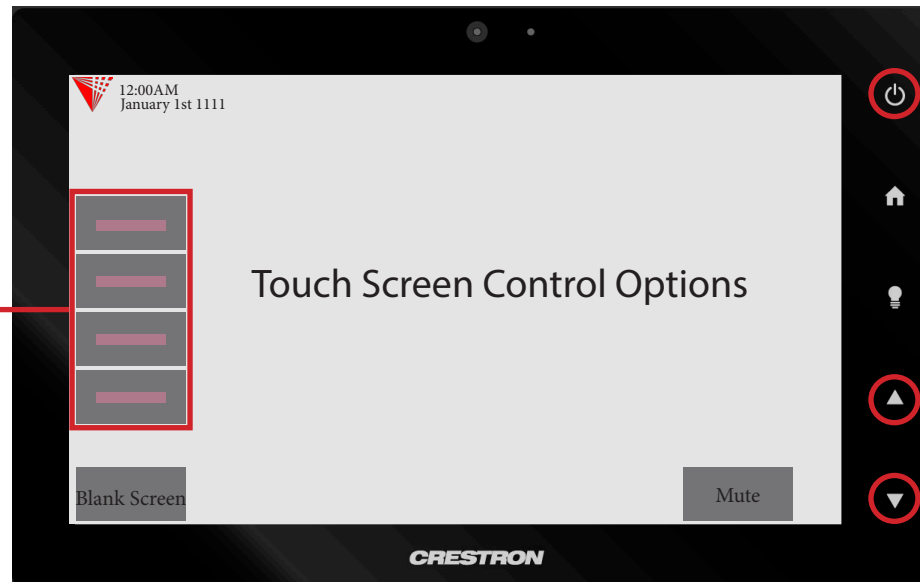 12:00AM
January 1st 1111
Touch Screen Control Options
Blank Screen
Mute
CRESTRON